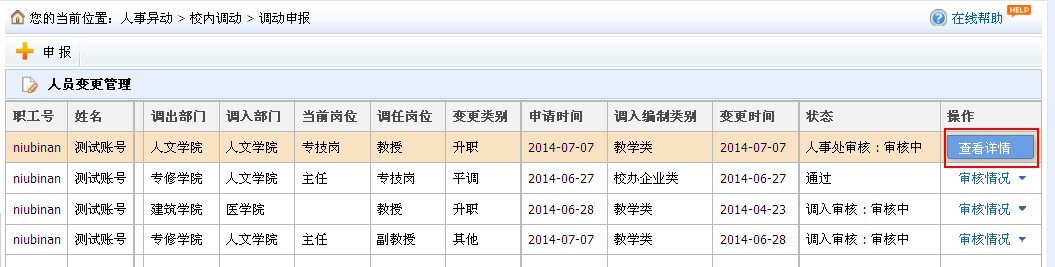 您的当前位置：人事异动 > 校内调动 > 调动申报 在线帮助 HELP
申报
人员变更管理
职工号 姓名 调出部门 调入部门 当前岗位 调任岗位 变更类别 申请时间 调入编制类别 变更时间 状态 操作
niubinan 测试账号 人文学院 人文学院 专技岗 教授 升职 2014-07-07 教学类 2014-07-07 人事处审核：审核中 查看详情
niubinan 测试账号 专修学院 人文学院 主任 专技岗 平调 2014-06-27 校办企业类 2014-06-27 通过 审核情况
niubinan 测试账号 建筑学院 医学院 教授 升职 2014-06-28 教学类 2014-04-23 调入审核：审核中 审核情况
niubinan 测试账号 专修学院 人文学院 主任 副教授 其他 2014-07-07 教学类 2014-06-28 调入审核：审核中 审核情况